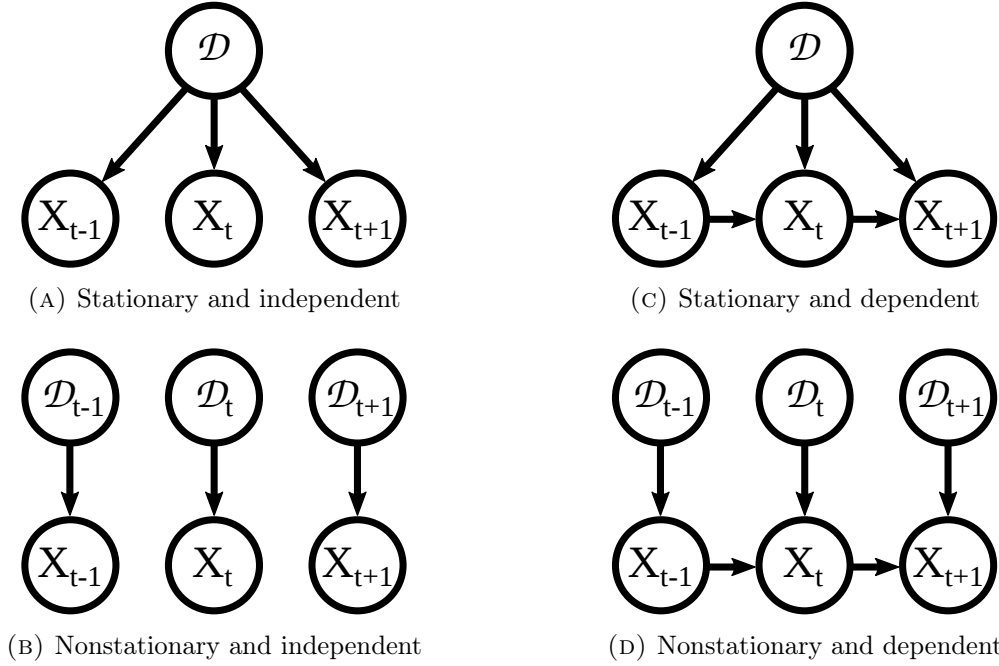 𝒟
X_{t-1} X_t X_{t+1}
(A) Stationary and independent
𝒟
X_{t-1} X_t X_{t+1}
(C) Stationary and dependent
𝒟_{t-1} 𝒟_t 𝒟_{t+1}
X_{t-1} X_t X_{t+1}
(B) Nonstationary and independent
𝒟_{t-1} 𝒟_t 𝒟_{t+1}
X_{t-1} X_t X_{t+1}
(D) Nonstationary and dependent